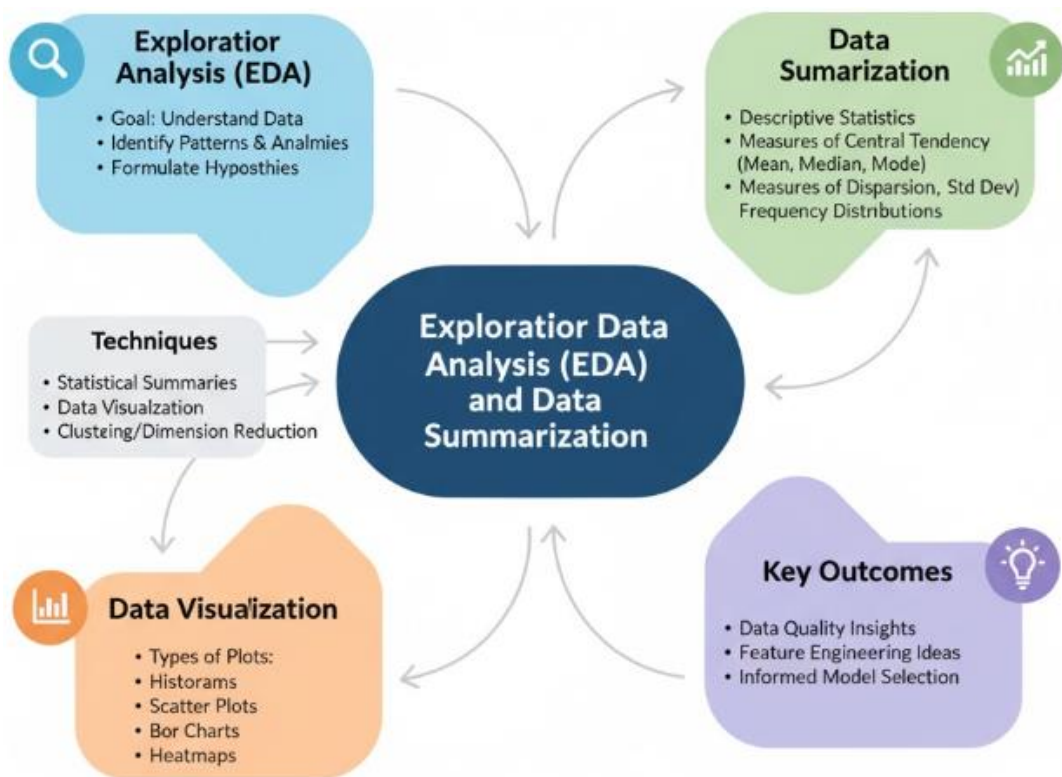 Exploratior
Analysis (EDA)
• Goal: Understand Data
• Identify Patterns & Analmies
• Formulate Hyposthies
Data
Sumarization
• Descriptive Statistics
• Measures of Central Tendency
(Mean, Median, Mode)
• Measures of Disparsion, Std Dev)
Frequency Distributions
Techniques
• Statistical Summaries
• Data Visualzation
• Clusteing/Dimension Reduction
Exploratior Data
Analysis (EDA)
and Data
Summarization
Data Visualization
• Types of Plots:
• Historams
• Scatter Plots
• Bor Charts
• Heatmaps
Key Outcomes
• Data Quality Insights
• Feature Engineering Ideas
• Informed Model Selection